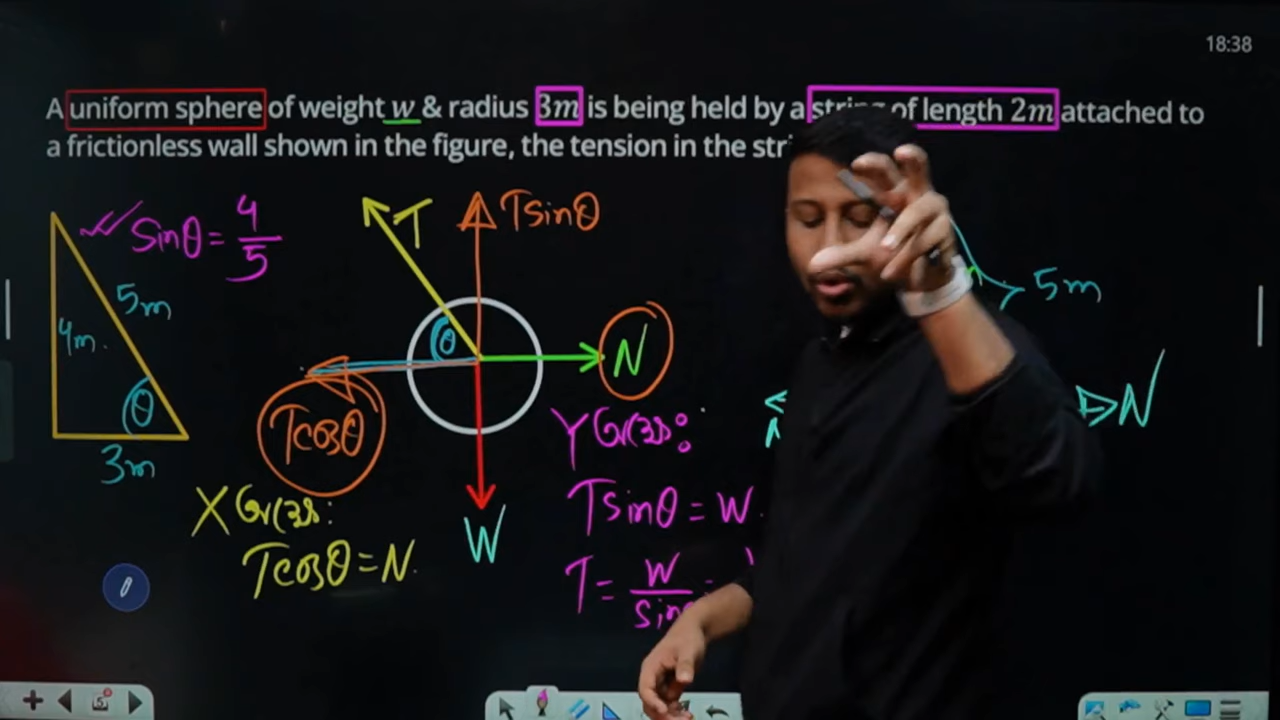 18:38
A uniform sphere of weight w & radius 3m is being held by a string of length 2m attached to
a frictionless wall shown in the figure, the tension in the
Sinθ = 4/5
T
Tsinθ
5m
4m.
θ
3m
θ
N
Tcosθ
W
5m
N
X
Tcosθ = N.
Y
Tsinθ = W.
T = W